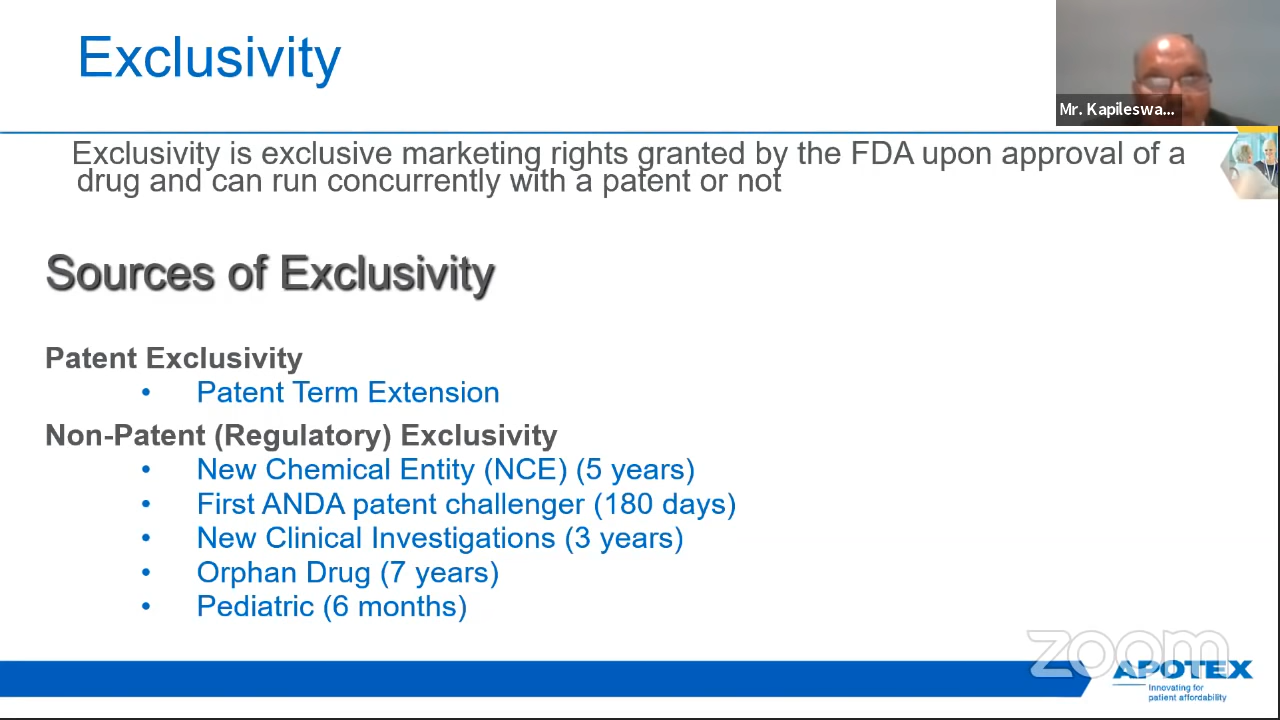 Exclusivity
Mr. Kapileswa...
Exclusivity is exclusive marketing rights granted by the FDA upon approval of a
drug and can run concurrently with a patent or not
Sources of Exclusivity
Patent Exclusivity
• Patent Term Extension
Non-Patent (Regulatory) Exclusivity
• New Chemical Entity (NCE) (5 years)
• First ANDA patent challenger (180 days)
• New Clinical Investigations (3 years)
• Orphan Drug (7 years)
• Pediatric (6 months)
zoom
APOTEX
Innovating for
patient affordability